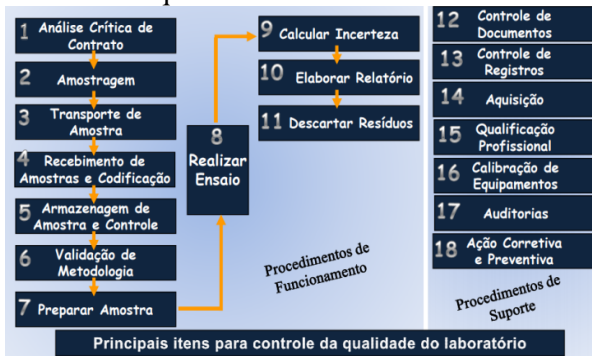 1 Análise Crítica de
Contrato
2 Amostragem
3 Transporte de
Amostra
4 Recebimento de
Amostras e Codificação
5 Armazenagem de
Amostra e Controle
6 Validação de
Metodologia
7 Preparar Amostra
8
Realizar
Ensaio
9 Calcular Incerteza
10 Elaborar Relatório
11 Descartar Resíduos
Procedimentos de
Funcionamento
12 Controle de
Documentos
13 Controle de
Registros
14 Aquisição
15 Qualificação
Profissional
16 Calibração de
Equipamentos
17 Auditorias
18 Ação Corretiva
e Preventiva
Procedimentos de
Suporte
Principais itens para controle da qualidade do laboratório